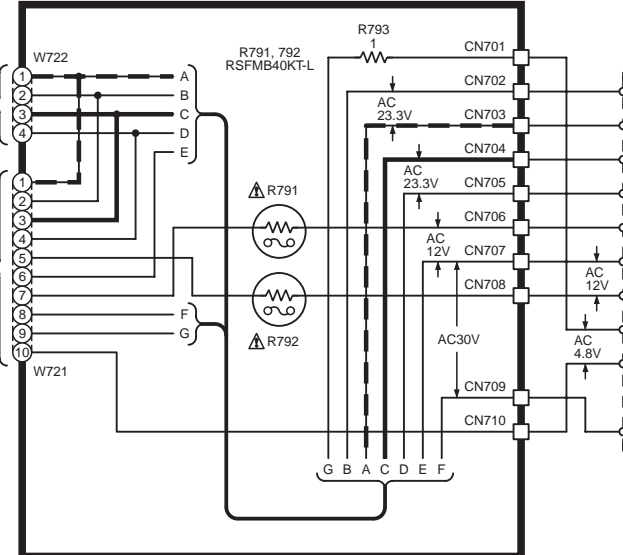 R793
1
R791, 792
RSFMB40KT-L
CN701
W722
1 A
2 B
3 C
4 D
E
CN702
AC
23.3V
CN703
CN704
AC
23.3V
CN705
1
2
3
4
5
6
7
8 F
9 G
10
W721
R791
CN706
AC
12V
CN707
AC
12V
CN708
R792
AC30V
AC
4.8V
CN709
CN710
G B A C D E F